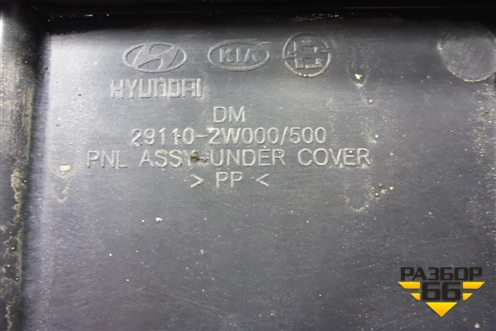 KIA
HYUNDAI
DM
29110-2W000/500
PNL ASSY-UNDER COVER
> PP <
РАЗБОР
66